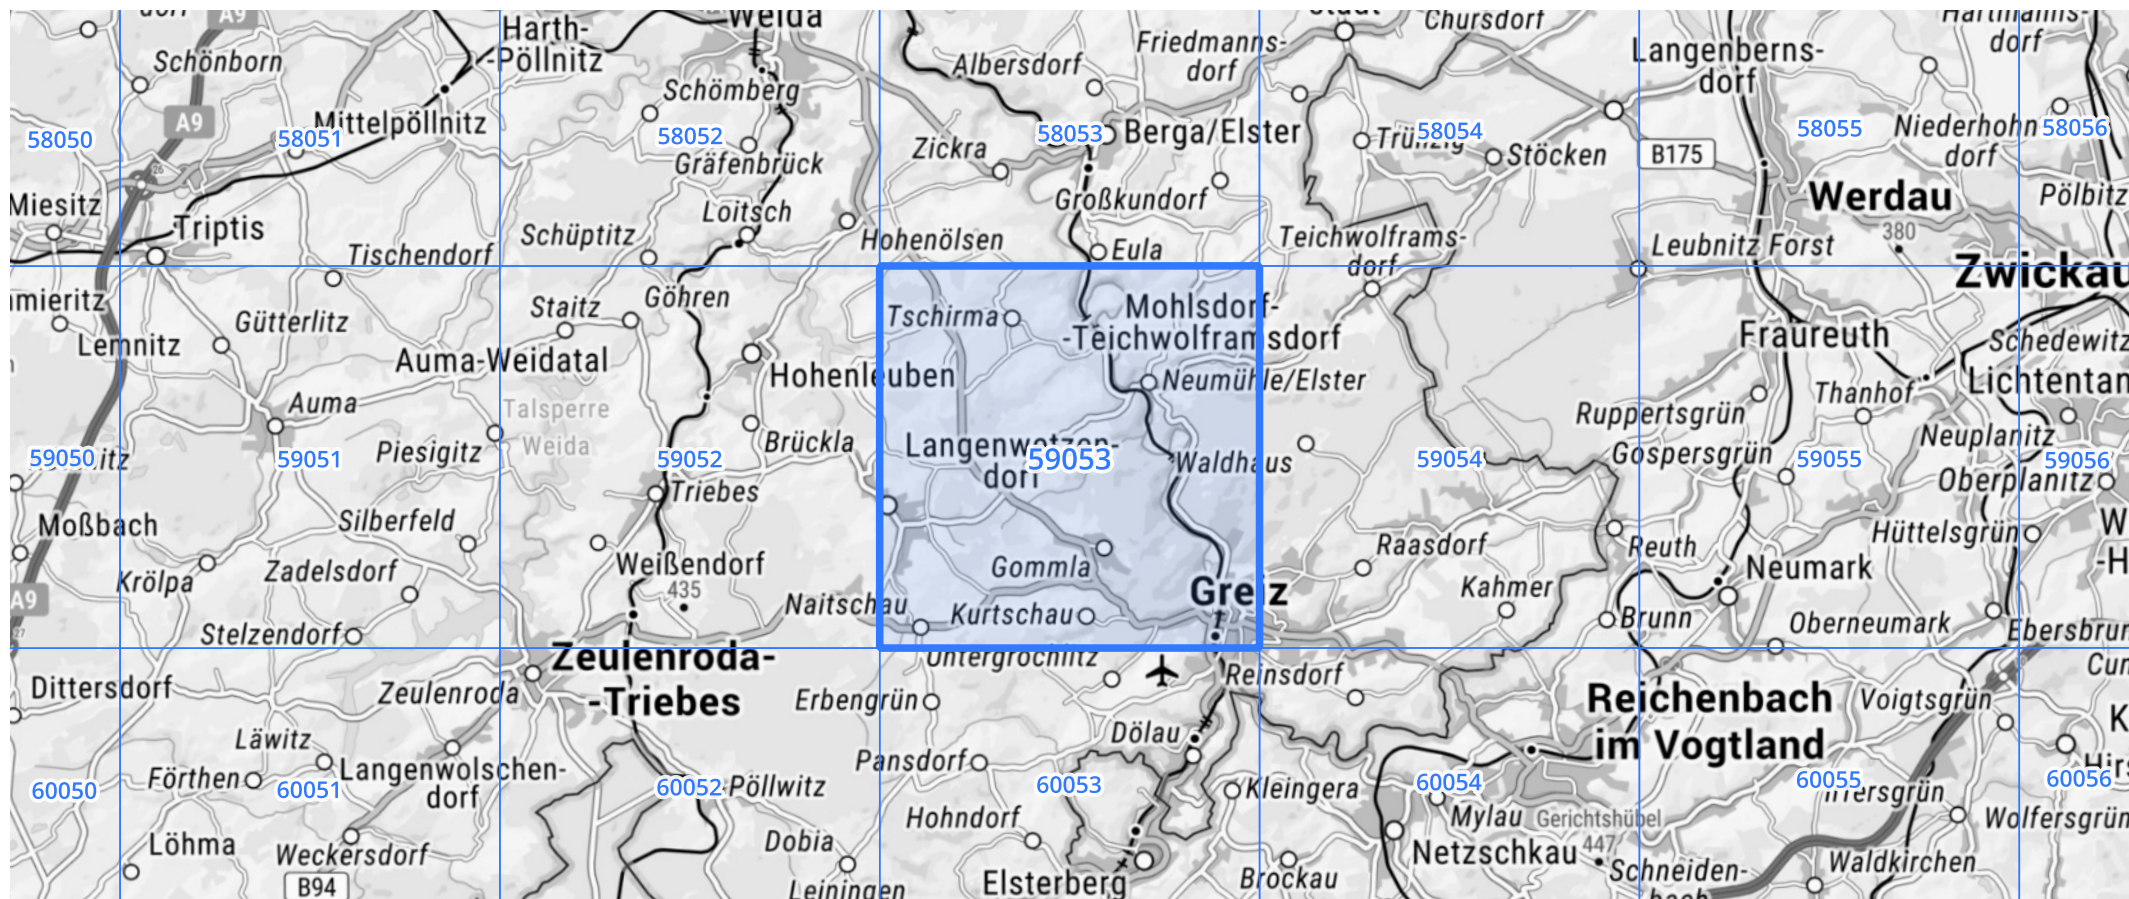 A9
Weida
Chursdorf
Harth-
-Pöllnitz
Schönborn
Albersdorf
Friedmanns-
dorf
Langenberns-
dorf
dorf
Schömberg
A9
Mittelpöllnitz
58050
58051
58052
58053
Berga/Elster
58054
Trünzig
58055
Niederhohn
58056
dorf
Gräfenbrück
Zickra
Stöcken
B175
26
Miesitz
Triptis
Loitsch
Großkundorf
Werdau
Pölbitz
Schüptitz
Hohenölsen
Eula
Teichwolframs-
dorf
Leubnitz Forst
380
Tischendorf
Zwickau
Göhren
Staitz
Tschirma
Mohlsdorf-
-Teichwolframsdorf
Gütterlitz
Lemnitz
Auma-Weidatal
Hohenleuben
Fraureuth
Schedewitz
Neumühle/Elster
Thanhof
Auma
Talsperre
Weida
Ruppertsgrün
Brückla
Langenwetzen-
dorf
Piesigitz
Gospersgrün
Neuplanitz
59050
59051
59052
59053
Waldhaus
59054
59055
59056
Oberplanitz
Triebes
Moßbach
Silberfeld
Hüttelsgrün
Raasdorf
Reuth
Weißendorf
435
Gommla
Neumark
Krölpa
Zadelsdorf
Greiz
Kahmer
A9
27
Naitschau
Kurtschau
Brunn
Oberneumark
Stelzendorf
Ebersbrun
Zeulenroda-
-Triebes
Untergrochlitz
Reinsdorf
Dittersdorf
Zeulenroda
Erbengrün
Reichenbach
im Vogtland
Voigtsgrün
Dölau
Läwitz
Pansdorf
Förthen
Langenwolschen-
dorf
60050
60051
60052
Pöllwitz
60053
Kleingera
60054
60055
60056
Mylau
Gerichtshübel
447
Hohndorf
Wolfersgrün
Löhma
Weckersdorf
Dobia
Netzschkau
Waldkirchen
B94
Leiningen
Elsterberg
Brockau
Schneiden-
bach